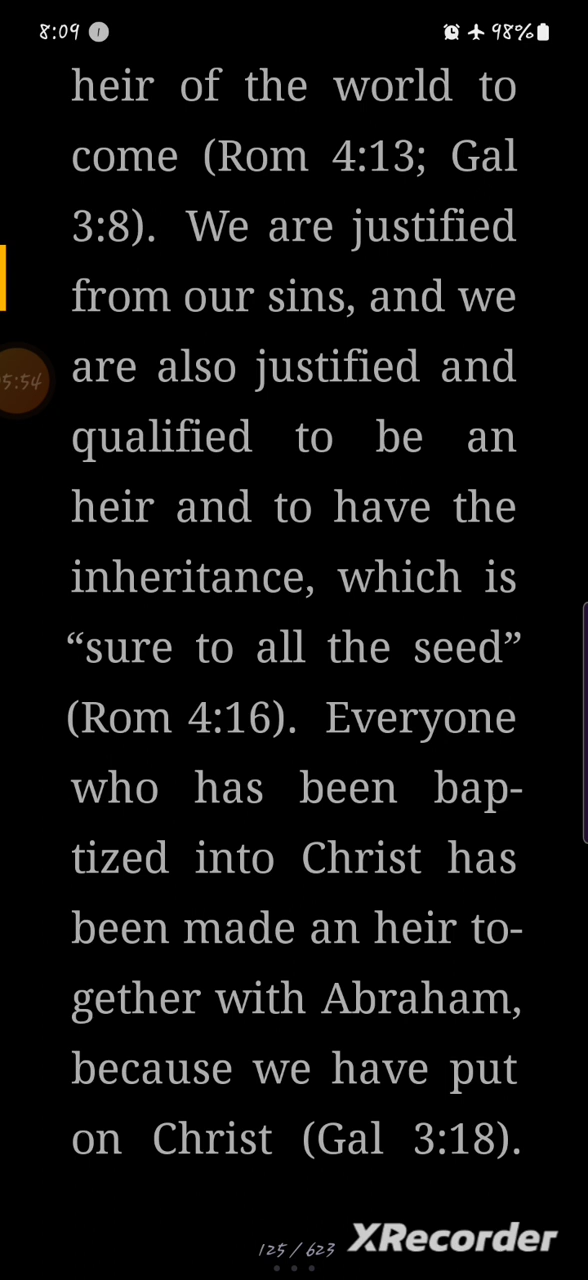 8:09
98%
heir of the world to
come (Rom 4:13; Gal
3:8). We are justified
from our sins, and we
5:54
are also justified and
qualified to be an
heir and to have the
inheritance, which is
“sure to all the seed”
(Rom 4:16). Everyone
who has been bap-
tized into Christ has
been made an heir to-
gether with Abraham,
because we have put
on Christ (Gal 3:18).
125 / 623
XRecorder